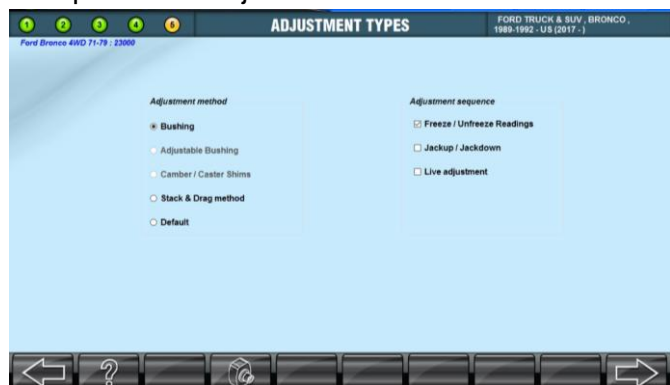 1 2 3 4 5
ADJUSTMENT TYPES
FORD TRUCK & SUV , BRONCO ,
1989-1992 - US (2017 - )
Ford Bronco 4WD 71-79 : 23000
Adjustment method
Bushing
Adjustable Bushing
Camber / Caster Shims
Stack & Drag method
Default
Adjustment sequence
Freeze / Unfreeze Readings
Jackup / Jackdown
Live adjustment
?